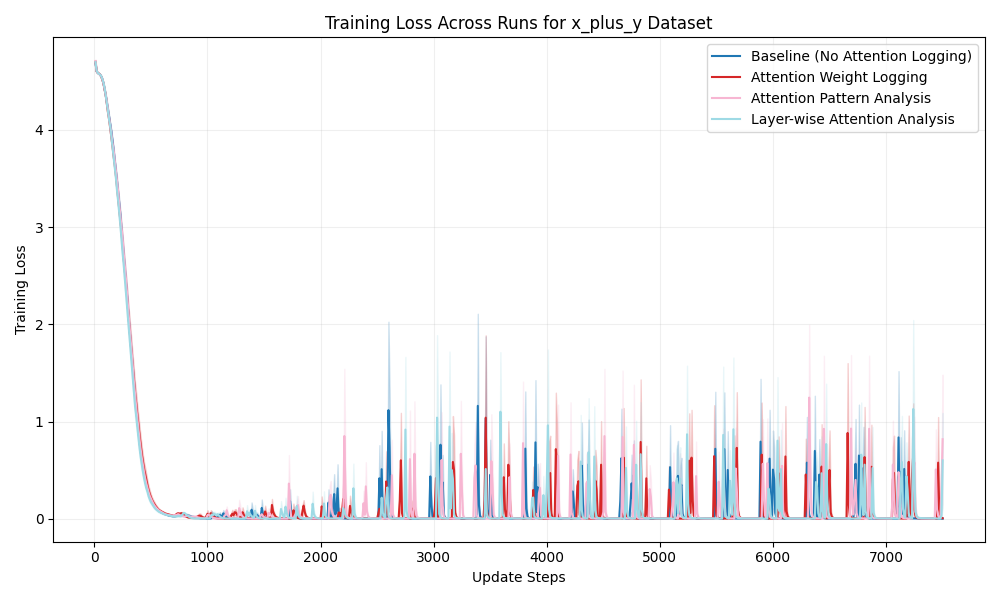 Training Loss Across Runs for x_plus_y Dataset
Baseline (No Attention Logging)
Attention Weight Logging
Attention Pattern Analysis
Layer-wise Attention Analysis
Training Loss
4
3
2
1
0
0 1000 2000 3000 4000 5000 6000 7000
Update Steps